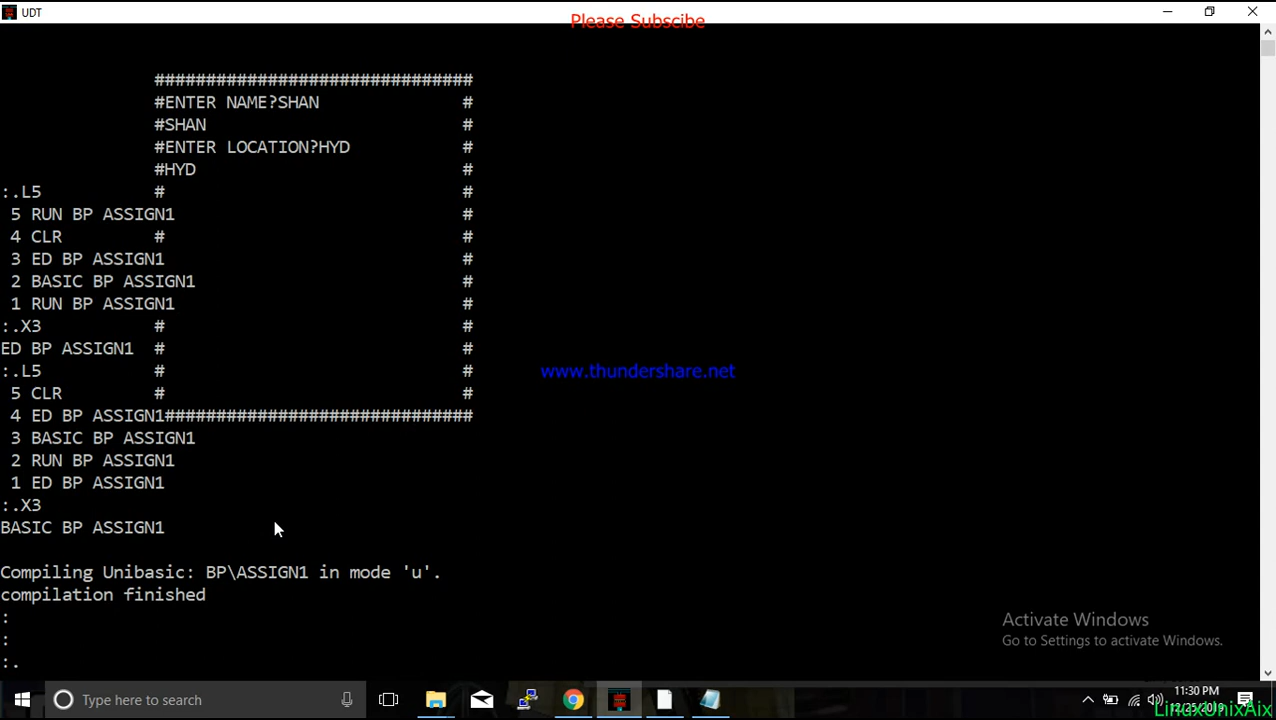 UDT
Please Subscibe
###############################
#ENTER NAME?SHAN #
#SHAN #
#ENTER LOCATION?HYD #
#HYD #
:.L5 # #
5 RUN BP ASSIGN1 #
4 CLR # #
3 ED BP ASSIGN1 #
2 BASIC BP ASSIGN1 #
1 RUN BP ASSIGN1 #
:.X3 # #
ED BP ASSIGN1 # #
www.thundershare.net
:.L5 # #
5 CLR # #
4 ED BP ASSIGN1##############################
3 BASIC BP ASSIGN1
2 RUN BP ASSIGN1
1 ED BP ASSIGN1
:.X3
BASIC BP ASSIGN1
Compiling Unibasic: BP\ASSIGN1 in mode 'u'.
compilation finished
:
:
:.
Activate Windows
Go to Settings to activate Windows.
Type here to search
11:30 PM
12/25/2019
LinuxUnixAix